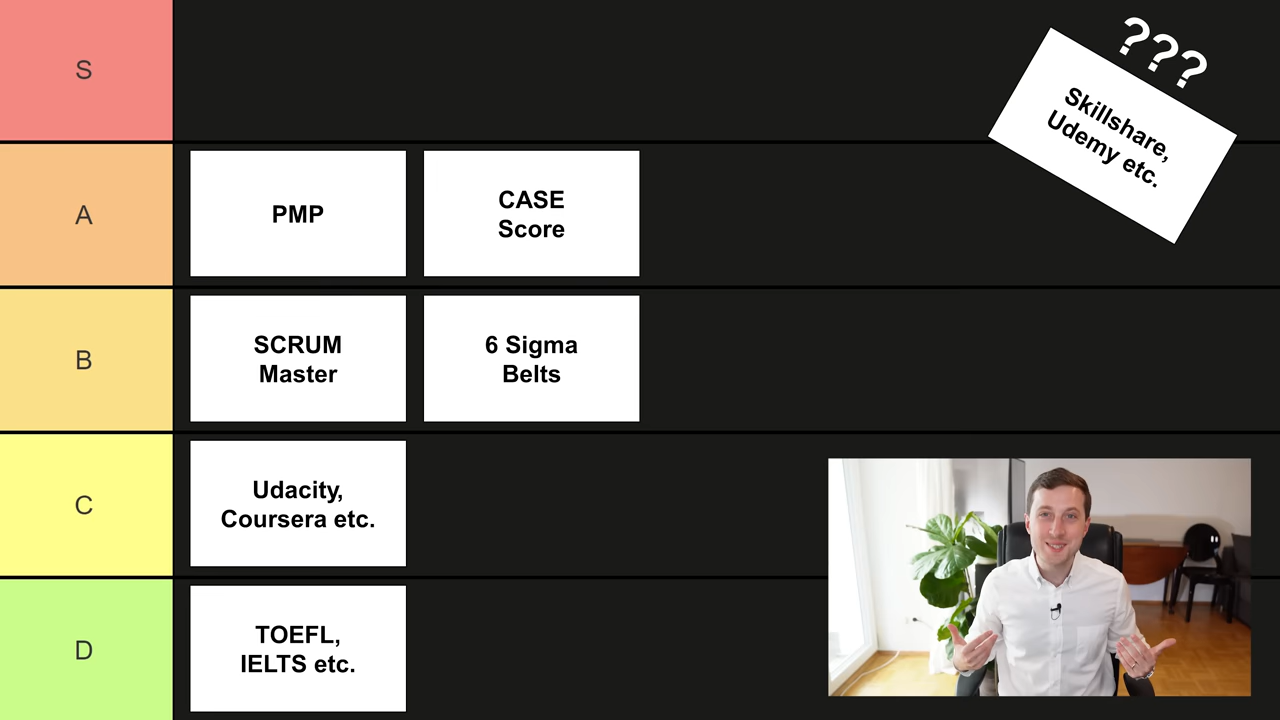 S
???
Skillshare,
Udemy etc.
A
PMP
CASE
Score
B
SCRUM
Master
6 Sigma
Belts
C
Udacity,
Coursera etc.
D
TOEFL,
IELTS etc.